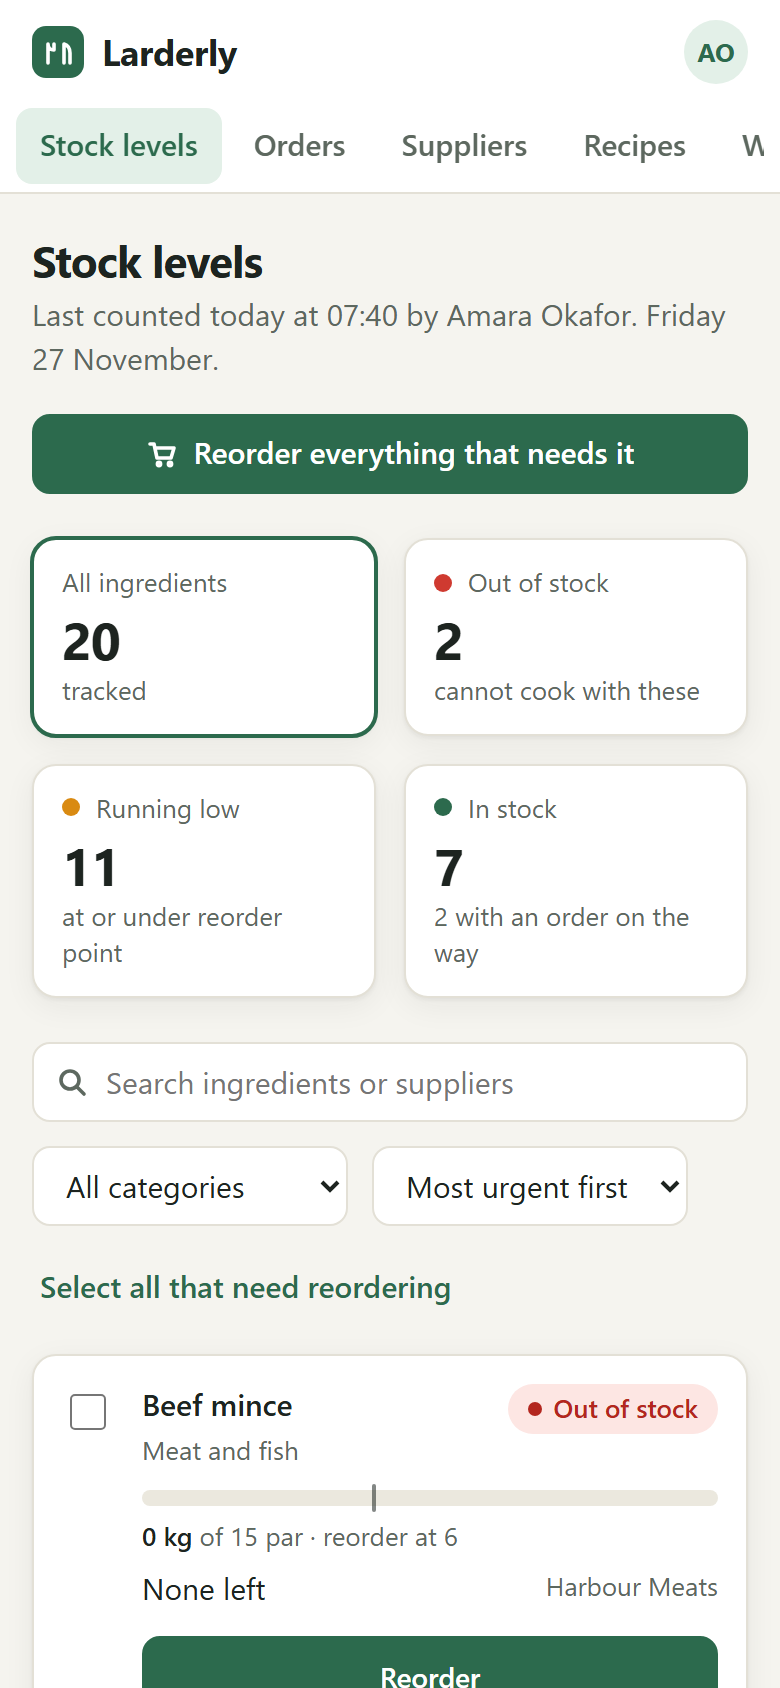 Larderly
AO
Stock levels
Orders
Suppliers
Recipes
W
Stock levels
Last counted today at 07:40 by Amara Okafor. Friday
27 November.
Reorder everything that needs it
All ingredients
20
tracked
Out of stock
2
cannot cook with these
Running low
11
at or under reorder
point
In stock
7
2 with an order on the
way
Search ingredients or suppliers
All categories
Most urgent first
Select all that need reordering
Beef mince
Out of stock
Meat and fish
0 kg of 15 par · reorder at 6
None left
Harbour Meats
Reorder